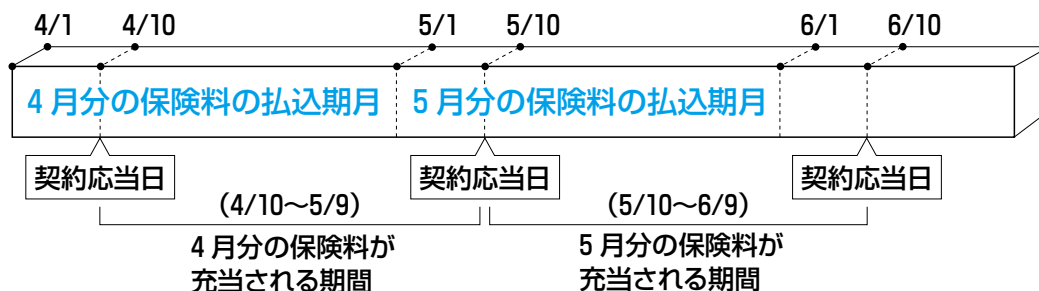 4/1 4/10 5/1 5/10 6/1 6/10
4月分の保険料の払込期月 5月分の保険料の払込期月
契約応当日 契約応当日 契約応当日
(4/10〜5/9) (5/10〜6/9)
4月分の保険料が 5月分の保険料が
充当される期間 充当される期間